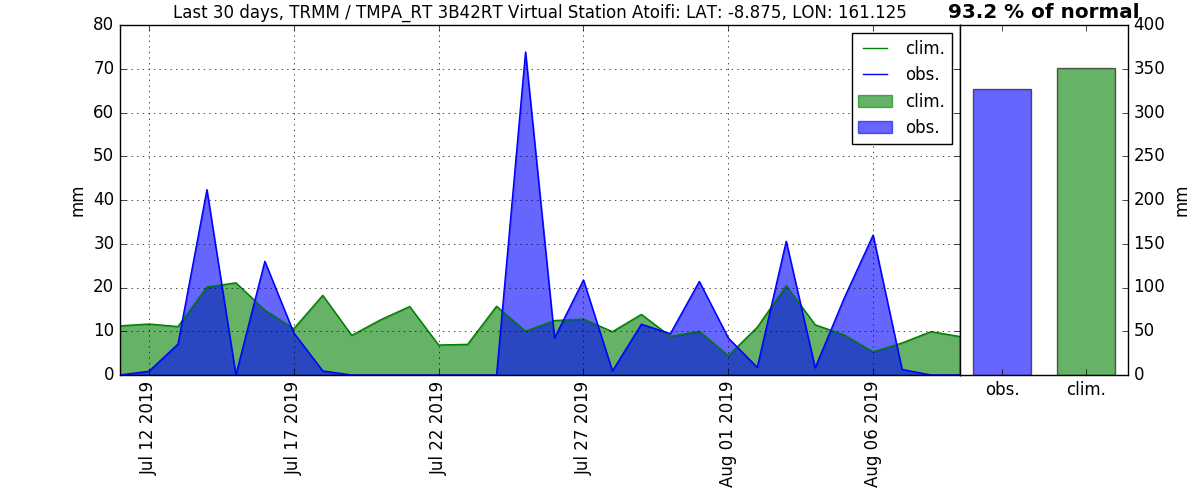 Last 30 days, TRMM / TMPA_RT 3B42RT Virtual Station Atoifi: LAT: -8.875, LON: 161.125
93.2 % of normal
80
70
60
50
40
30
20
10
0
mm
clim.
obs.
clim.
obs.
Jul 12 2019
Jul 17 2019
Jul 22 2019
Jul 27 2019
Aug 01 2019
Aug 06 2019
400
350
300
250
200
150
100
50
0
mm
obs.
clim.